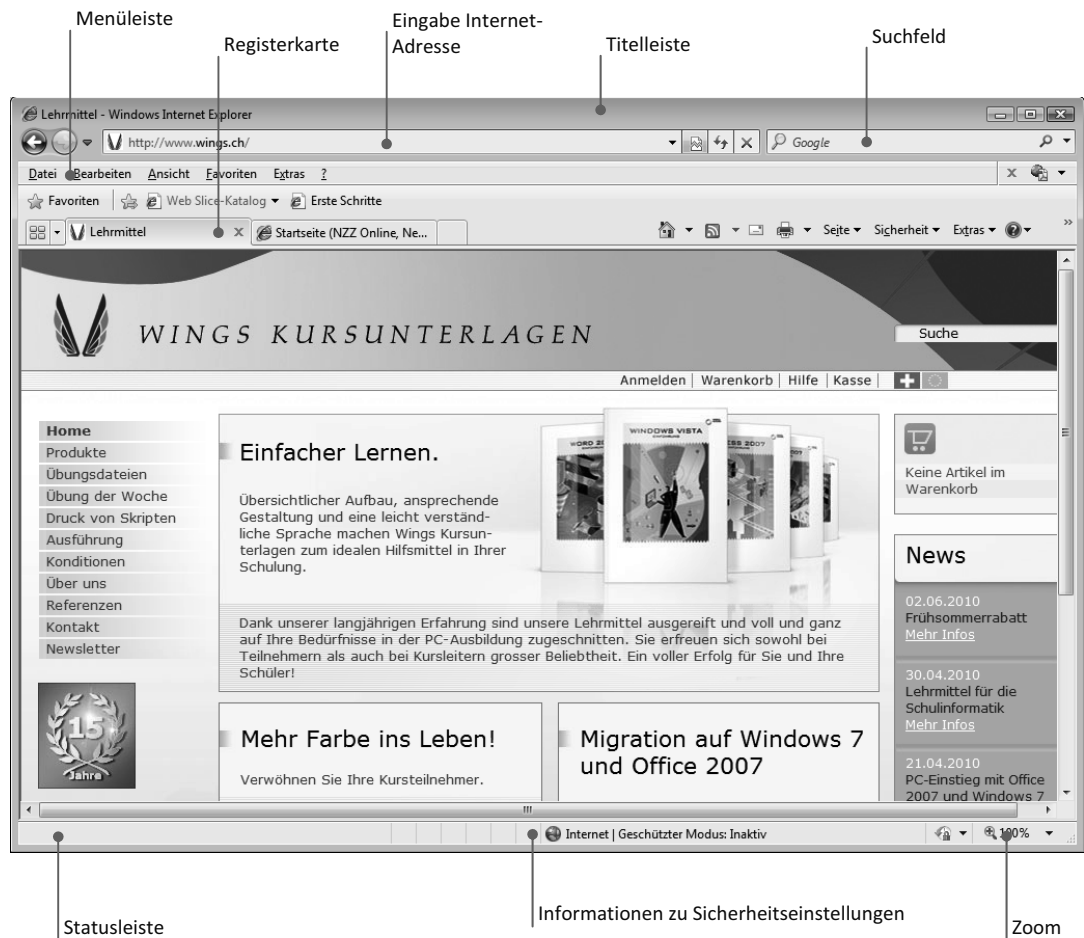 Menüleiste
Registerkarte
Eingabe Internet-
Adresse
Titelleiste
Suchfeld
Lehrmittel - Windows Internet Explorer
http://www.wings.ch/
Google
Datei Bearbeiten Ansicht Favoriten Extras ?
Favoriten Web Slice-Katalog Erste Schritte
Lehrmittel X Startseite (NZZ Online, Ne... Seite Sicherheit Extras »
WINGS KURSUNTERLAGEN
Suche
Anmelden | Warenkorb | Hilfe | Kasse |
Home
Produkte
Übungsdateien
Übung der Woche
Druck von Skripten
Ausführung
Konditionen
Über uns
Referenzen
Kontakt
Newsletter
15
Jahre
Einfacher Lernen.
Übersichtlicher Aufbau, ansprechende
Gestaltung und eine leicht verständ-
liche Sprache machen Wings Kursun-
terlagen zum idealen Hilfsmittel in Ihrer
Schulung.
WINDOWS VISTA
Dank unserer langjährigen Erfahrung sind unsere Lehrmittel ausgereift und voll und ganz
auf Ihre Bedürfnisse in der PC-Ausbildung zugeschnitten. Sie erfreuen sich sowohl bei
Teilnehmern als auch bei Kursleitern grosser Beliebtheit. Ein voller Erfolg für Sie und Ihre
Schüler!
Mehr Farbe ins Leben!
Verwöhnen Sie Ihre Kursteilnehmer.
Migration auf Windows 7
und Office 2007
Keine Artikel im
Warenkorb
News
02.06.2010
Frühsommerrabatt
Mehr Infos
30.04.2010
Lehrmittel für die
Schulinformatik
Mehr Infos
21.04.2010
PC-Einstieg mit Office
2007 und Windows 7
Internet | Geschützter Modus: Inaktiv
100%
Statusleiste
Informationen zu Sicherheitseinstellungen
Zoom